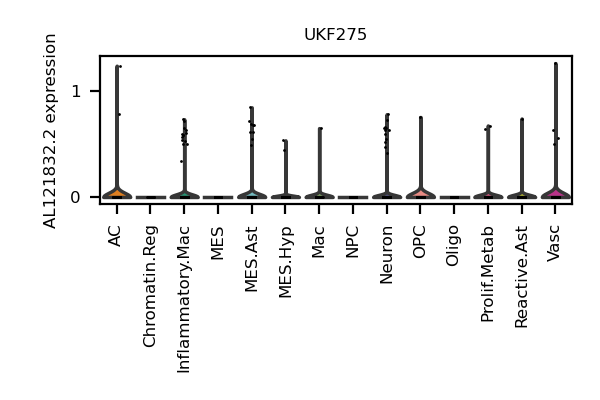 UKF275
AL121832.2 expression
1
0
AC
Chromatin.Reg
Inflammatory.Mac
MES
MES.Ast
MES.Hyp
Mac
NPC
Neuron
OPC
Oligo
Prolif.Metab
Reactive.Ast
Vasc